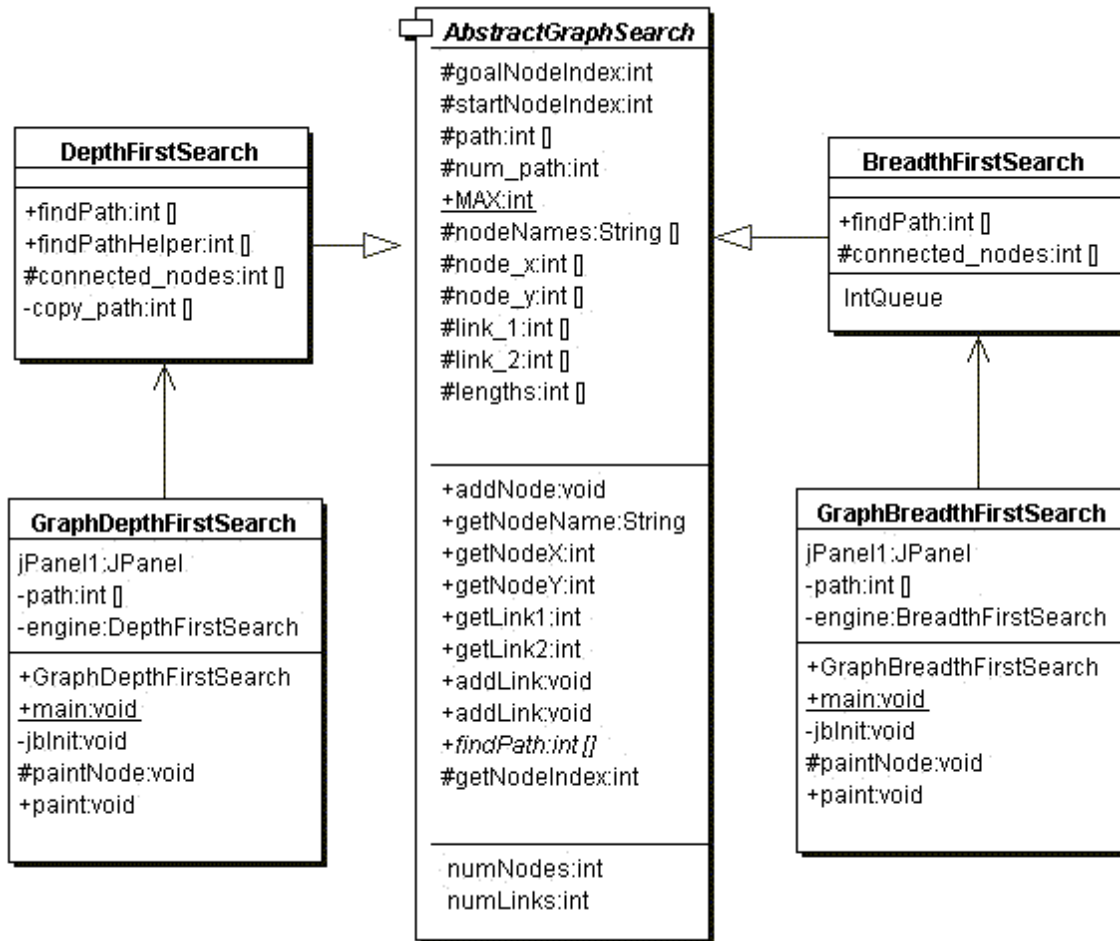 AbstractGraphSearch
#goalNodeIndex:int
#startNodeIndex:int
#path:int []
#num_path:int
+MAX:int
#nodeNames:String []
#node_x:int []
#node_y:int []
#link_1:int []
#link_2:int []
#lengths:int []
+addNode:void
+getNodeName:String
+getNodeX:int
+getNodeY:int
+getLink1:int
+getLink2:int
+addLink:void
+addLink:void
+findPath:int []
#getNodeIndex:int
numNodes:int
numLinks:int
DepthFirstSearch
+findPath:int []
+findPathHelper:int []
#connected_nodes:int []
-copy_path:int []
BreadthFirstSearch
+findPath:int []
#connected_nodes:int []
IntQueue
GraphDepthFirstSearch
jPanel1:JPanel
-path:int []
-engine:DepthFirstSearch
+GraphDepthFirstSearch
+main:void
-jbInit:void
#paintNode:void
+paint:void
GraphBreadthFirstSearch
jPanel1:JPanel
-path:int []
-engine:BreadthFirstSearch
+GraphBreadthFirstSearch
+main:void
-jbInit:void
#paintNode:void
+paint:void